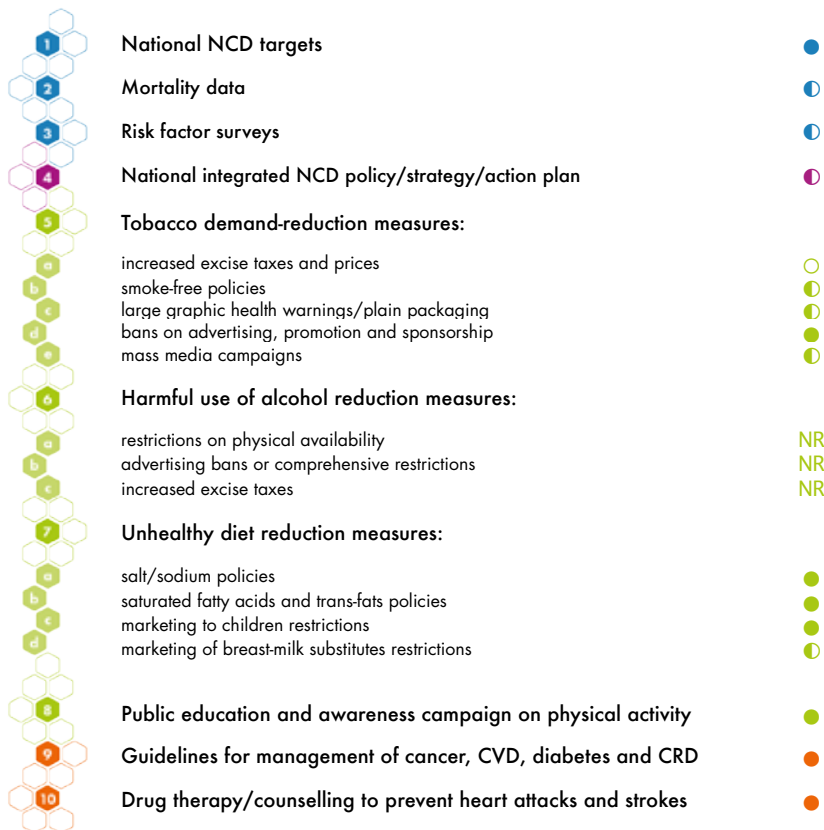 1 National NCD targets
2 Mortality data
3 Risk factor surveys
4 National integrated NCD policy/strategy/action plan
5 Tobacco demand-reduction measures:
a increased excise taxes and prices
b smoke-free policies
c large graphic health warnings/plain packaging
d bans on advertising, promotion and sponsorship
e mass media campaigns
6 Harmful use of alcohol reduction measures:
a restrictions on physical availability NR
b advertising bans or comprehensive restrictions NR
c increased excise taxes NR
7 Unhealthy diet reduction measures:
a salt/sodium policies
b saturated fatty acids and trans-fats policies
c marketing to children restrictions
d marketing of breast-milk substitutes restrictions
8 Public education and awareness campaign on physical activity
9 Guidelines for management of cancer, CVD, diabetes and CRD
10 Drug therapy/counselling to prevent heart attacks and strokes